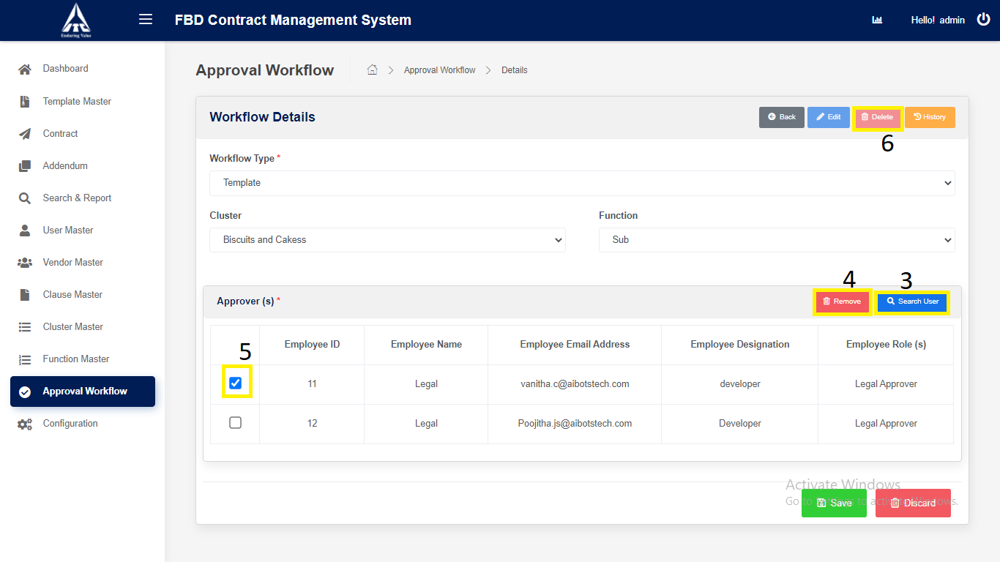 FBD Contract Management System
Hello! admin
Enduring Value
Dashboard
Template Master
Contract
Addendum
Search & Report
User Master
Vendor Master
Clause Master
Cluster Master
Function Master
Approval Workflow
Configuration
Approval Workflow
Approval Workflow
Details
Workflow Details
Back
Edit
Delete
History
6
Workflow Type *
Template
Cluster
Function
Biscuits and Cakess
Sub
4
3
Approver (s) *
Remove
Search User
5
Employee ID
Employee Name
Employee Email Address
Employee Designation
Employee Role (s)
11
Legal
vanitha.c@aibotstech.com
developer
Legal Approver
12
Legal
Poojitha.js@aibotstech.com
Developer
Legal Approver
Activate Windows
Go to Settings to activate Windows.
Save
Discard